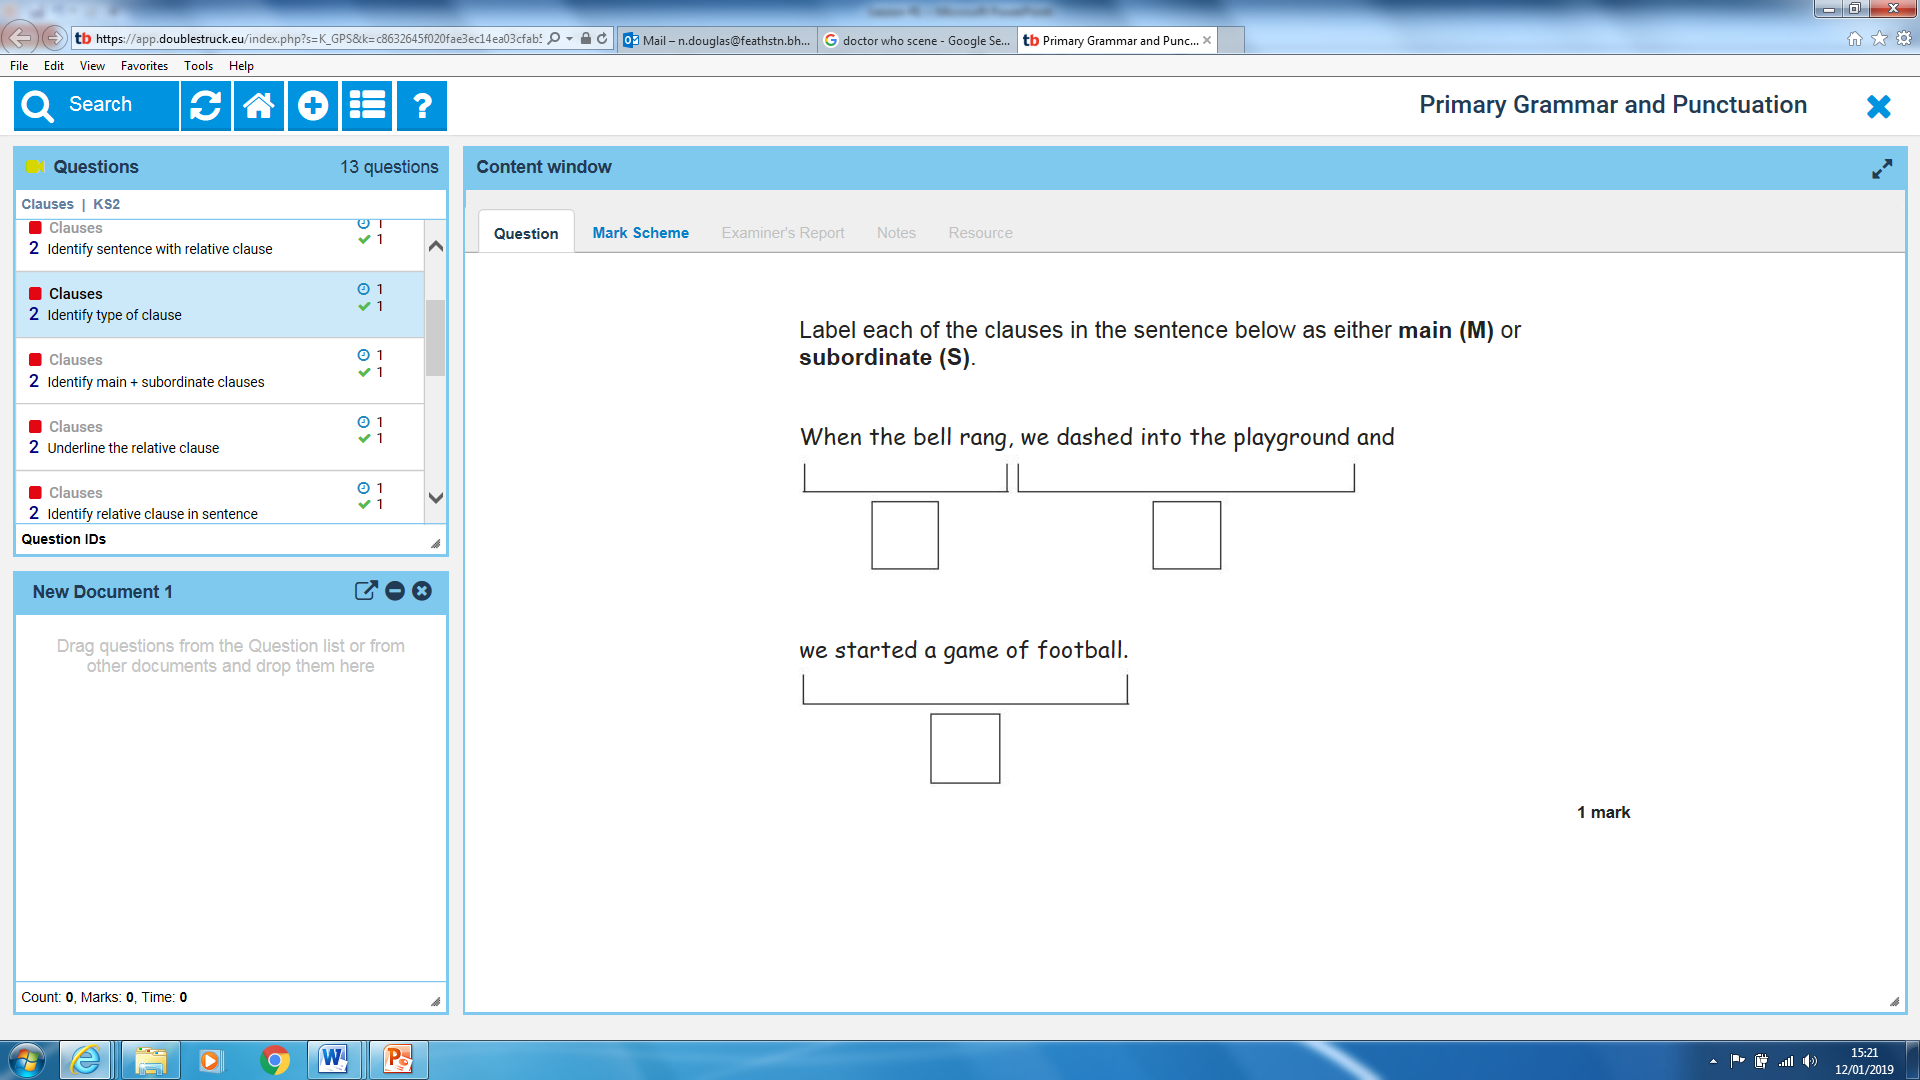 https://app.doublestruck.eu/index.php?s=K_GPS&k=c8632645f020fae3ec14ea03cfab5
Mail – n.douglas@feathstn.bh...
doctor who scene - Google Se...
Primary Grammar and Punc...
File Edit View Favorites Tools Help
Search
Primary Grammar and Punctuation
Questions 13 questions
Clauses | KS2
Clauses 1
2 Identify sentence with relative clause 1
Clauses 1
2 Identify type of clause 1
Clauses 1
2 Identify main + subordinate clauses 1
Clauses 1
2 Underline the relative clause 1
Clauses 1
2 Identify relative clause in sentence 1
Question IDs
New Document 1
Drag questions from the Question list or from
other documents and drop them here
Count: 0, Marks: 0, Time: 0
Content window
Question Mark Scheme Examiner's Report Notes Resource
Label each of the clauses in the sentence below as either main (M) or
subordinate (S).
When the bell rang, we dashed into the playground and
we started a game of football.
1 mark
15:21
12/01/2019